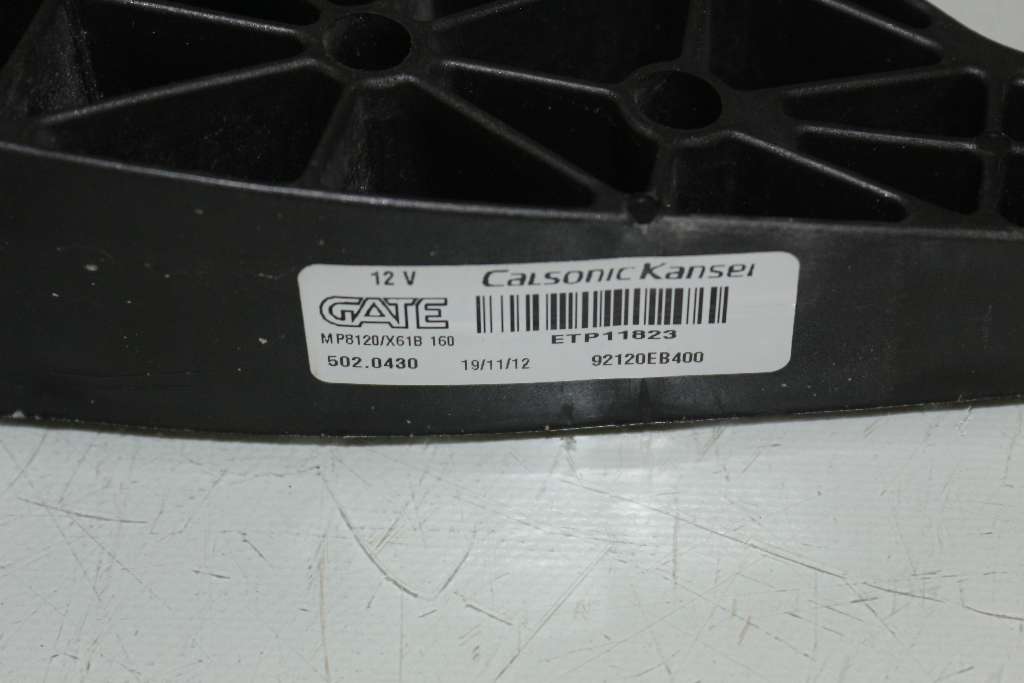 12 V CALSONIC KANSEI
GATE
MP8120/X61B 160 ETP11823
502.0430 19/11/12 92120EB400